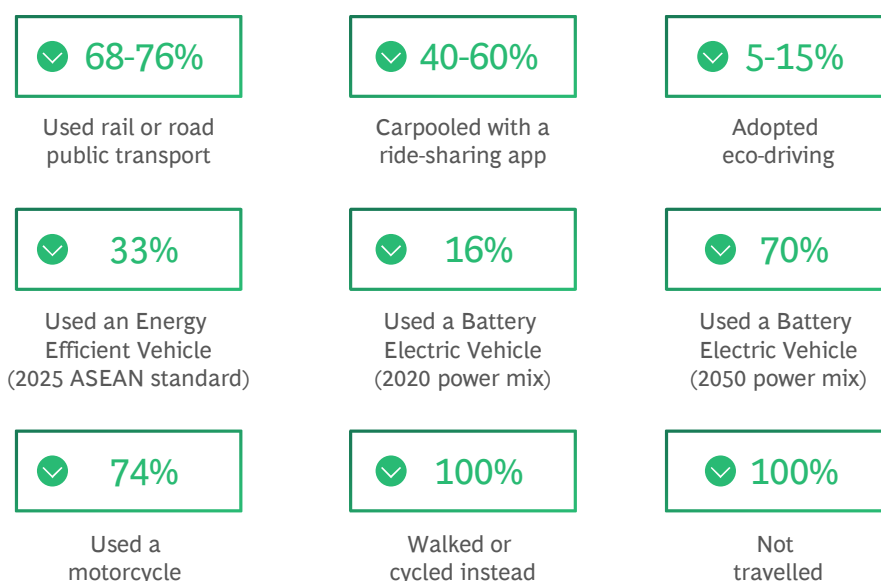 68-76%
Used rail or road
public transport
40-60%
Carpooled with a
ride-sharing app
5-15%
Adopted
eco-driving
33%
Used an Energy
Efficient Vehicle
(2025 ASEAN standard)
16%
Used a Battery
Electric Vehicle
(2020 power mix)
70%
Used a Battery
Electric Vehicle
(2050 power mix)
74%
Used a
motorcycle
100%
Walked or
cycled instead
100%
Not
travelled